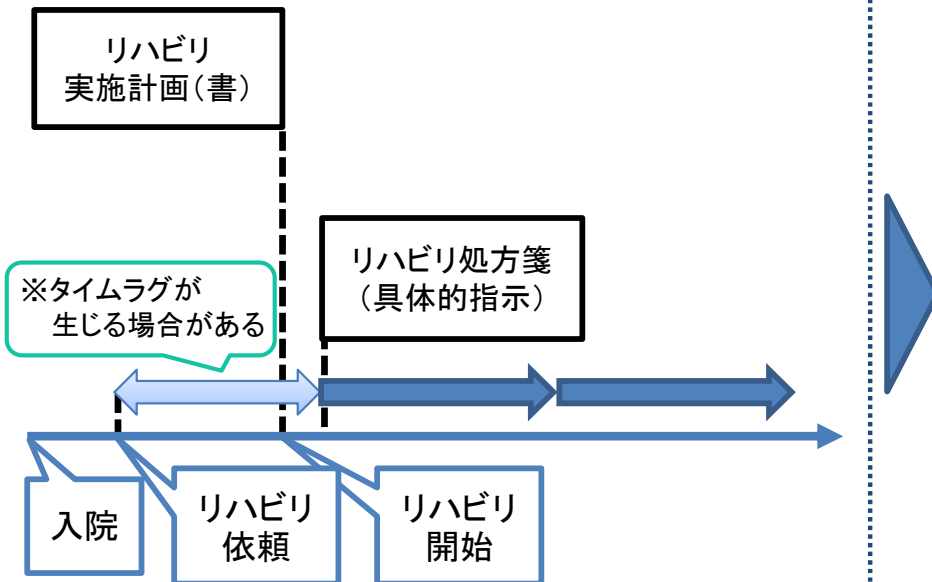 リハビリ
実施計画(書)
リハビリ処方箋
(具体的指示)
※タイムラグが
生じる場合がある
入院
リハビリ
依頼
リハビリ
開始